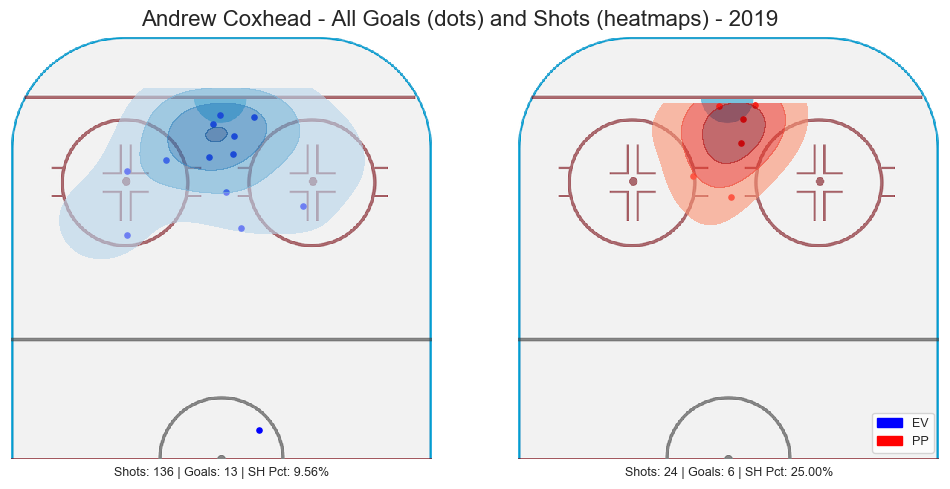 Andrew Coxhead - All Goals (dots) and Shots (heatmaps) - 2019
EV
PP
Shots: 136 | Goals: 13 | SH Pct: 9.56%
Shots: 24 | Goals: 6 | SH Pct: 25.00%